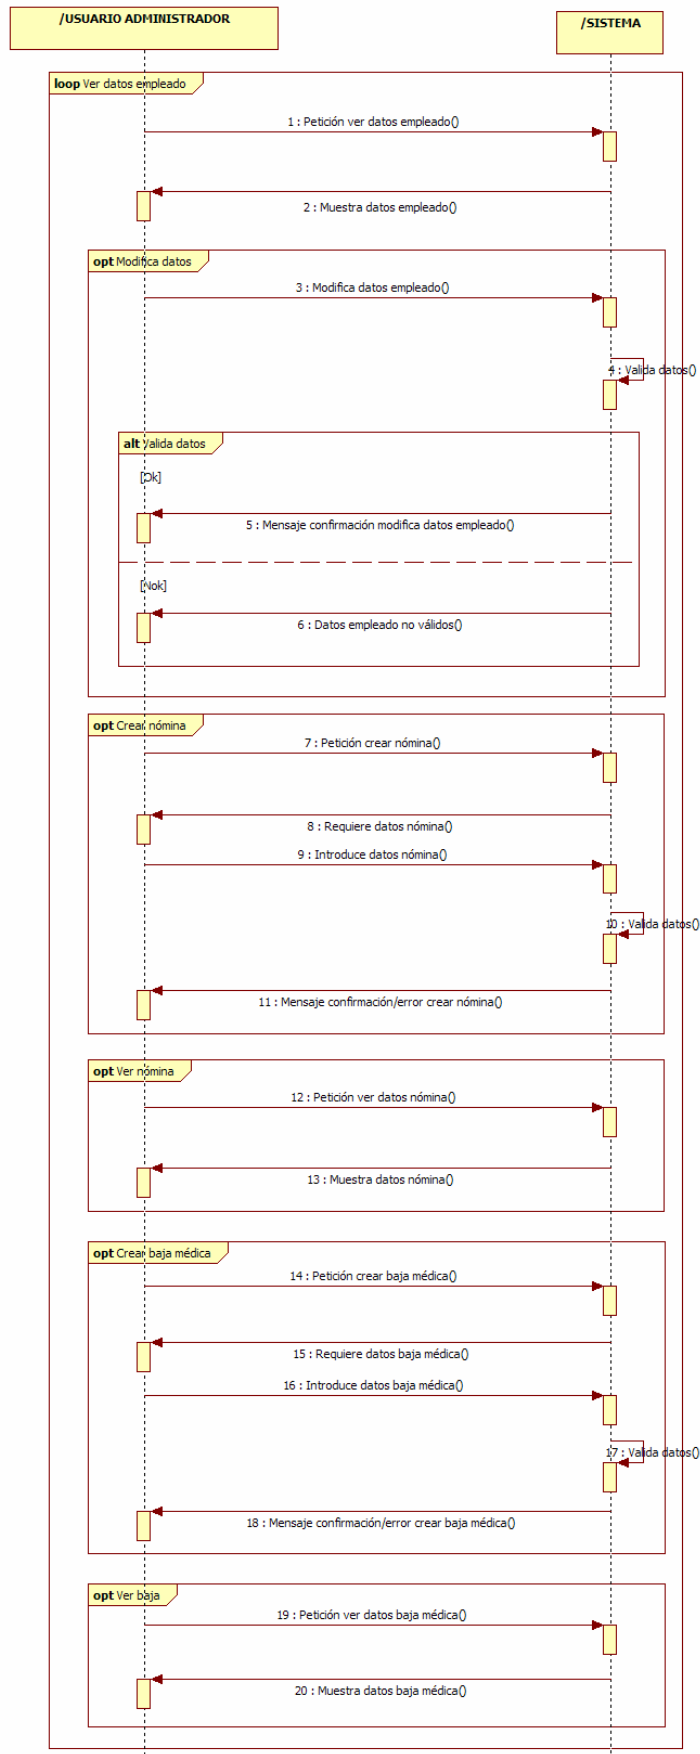 /USUARIO ADMINISTRADOR
/SISTEMA
loop Ver datos empleado
1 : Petición ver datos empleado()
2 : Muestra datos empleado()
opt Modifica datos
3 : Modifica datos empleado()
4 : Valida datos()
alt Valida datos
[Ok]
5 : Mensaje confirmación modifica datos empleado()
[Nok]
6 : Datos empleado no válidos()
opt Crear nómina
7 : Petición crear nómina()
8 : Requiere datos nómina()
9 : Introduce datos nómina()
10 : Valida datos()
11 : Mensaje confirmación/error crear nómina()
opt Ver nómina
12 : Petición ver datos nómina()
13 : Muestra datos nómina()
opt Crear baja médica
14 : Petición crear baja médica()
15 : Requiere datos baja médica()
16 : Introduce datos baja médica()
17 : Valida datos()
18 : Mensaje confirmación/error crear baja médica()
opt Ver baja
19 : Petición ver datos baja médica()
20 : Muestra datos baja médica()